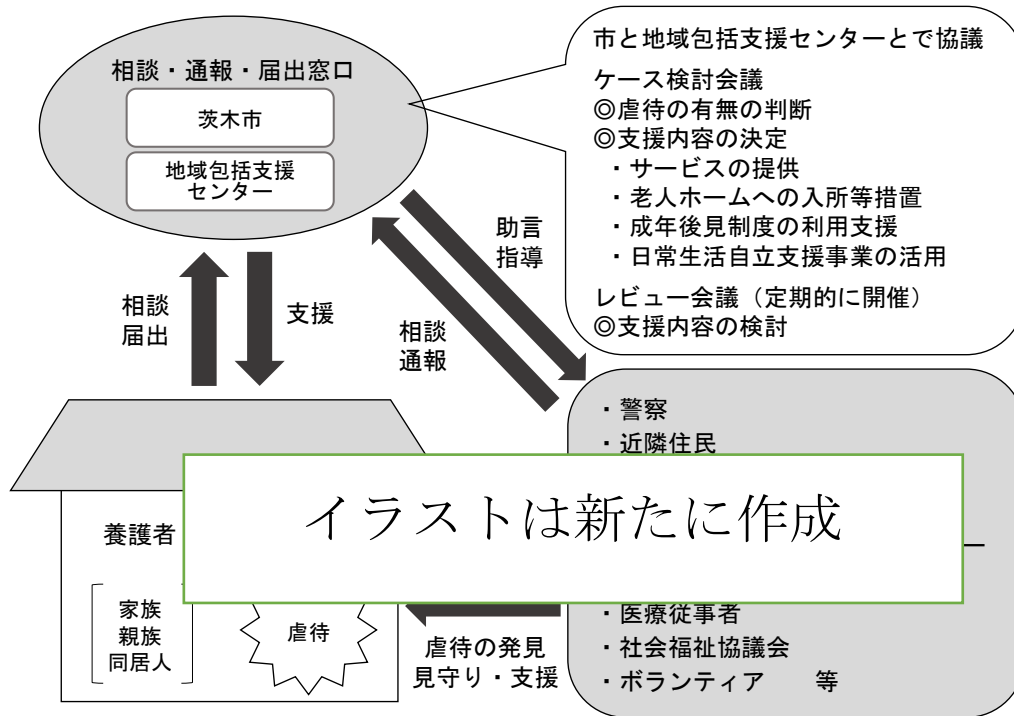 相談・通報・届出窓口
茨木市
地域包括支援
センター
市と地域包括支援センターとで協議
ケース検討会議
◎虐待の有無の判断
◎支援内容の決定
・サービスの提供
・老人ホームへの入所等措置
・成年後見制度の利用支援
・日常生活自立支援事業の活用
レビュー会議（定期的に開催）
◎支援内容の検討
助言
指導
相談
届出
支援
相談
通報
・警察
・近隣住民
イラストは新たに作成
養護者
家族
親族
同居人
虐待
虐待の発見
見守り・支援
・医療従事者
・社会福祉協議会
・ボランティア　　等